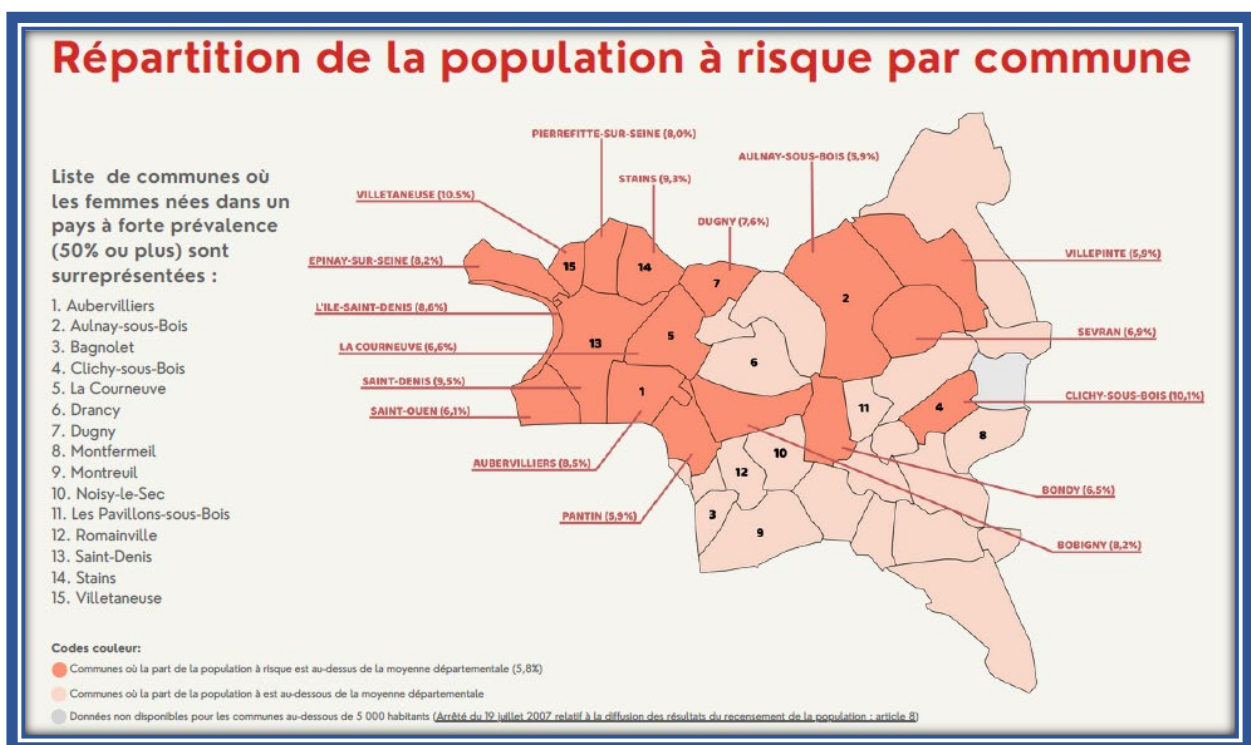 Répartition de la population à risque par commune
Liste de communes où
les femmes nées dans un
pays à forte prévalence
(50% ou plus) sont
surreprésentées :
1. Aubervilliers
2. Aulnay-sous-Bois
3. Bagnolet
4. Clichy-sous-Bois
5. La Courneuve
6. Drancy
7. Dugny
8. Montfermeil
9. Montreuil
10. Noisy-le-Sec
11. Les Pavillons-sous-Bois
12. Romainville
13. Saint-Denis
14. Stains
15. Villetaneuse
PIERREFITTE-SUR-SEINE (8,0%)
AULNAY-SOUS-BOIS (5,9%)
STAINS (9,3%)
VILLETANEUSE (10.5%)
DUGNY (7,6%)
VILLEPINTE (5,9%)
EPINAY-SUR-SEINE (8,2%)
15
14
7
2
L'ILE-SAINT-DENIS (8,6%)
SEVRAN (6,9%)
13
5
LA COURNEUVE (6,6%)
6
SAINT-DENIS (9,5%)
1
CLICHY-SOUS-BOIS (10,1%)
11
4
SAINT-OUEN (6,1%)
8
10
AUBERVILLIERS (8,5%)
12
BONDY (6,5%)
PANTIN (5,9%)
3
9
BOBIGNY (8,2%)
Codes couleur:
Communes où la part de la population à risque est au-dessus de la moyenne départementale (5,8%)
Communes où la part de la population à est au-dessous de la moyenne départementale
Données non disponibles pour les communes au-dessous de 5 000 habitants (Arrêté du 19 juillet 2007 relatif à la diffusion des résultats du recensement de la population : article 8)